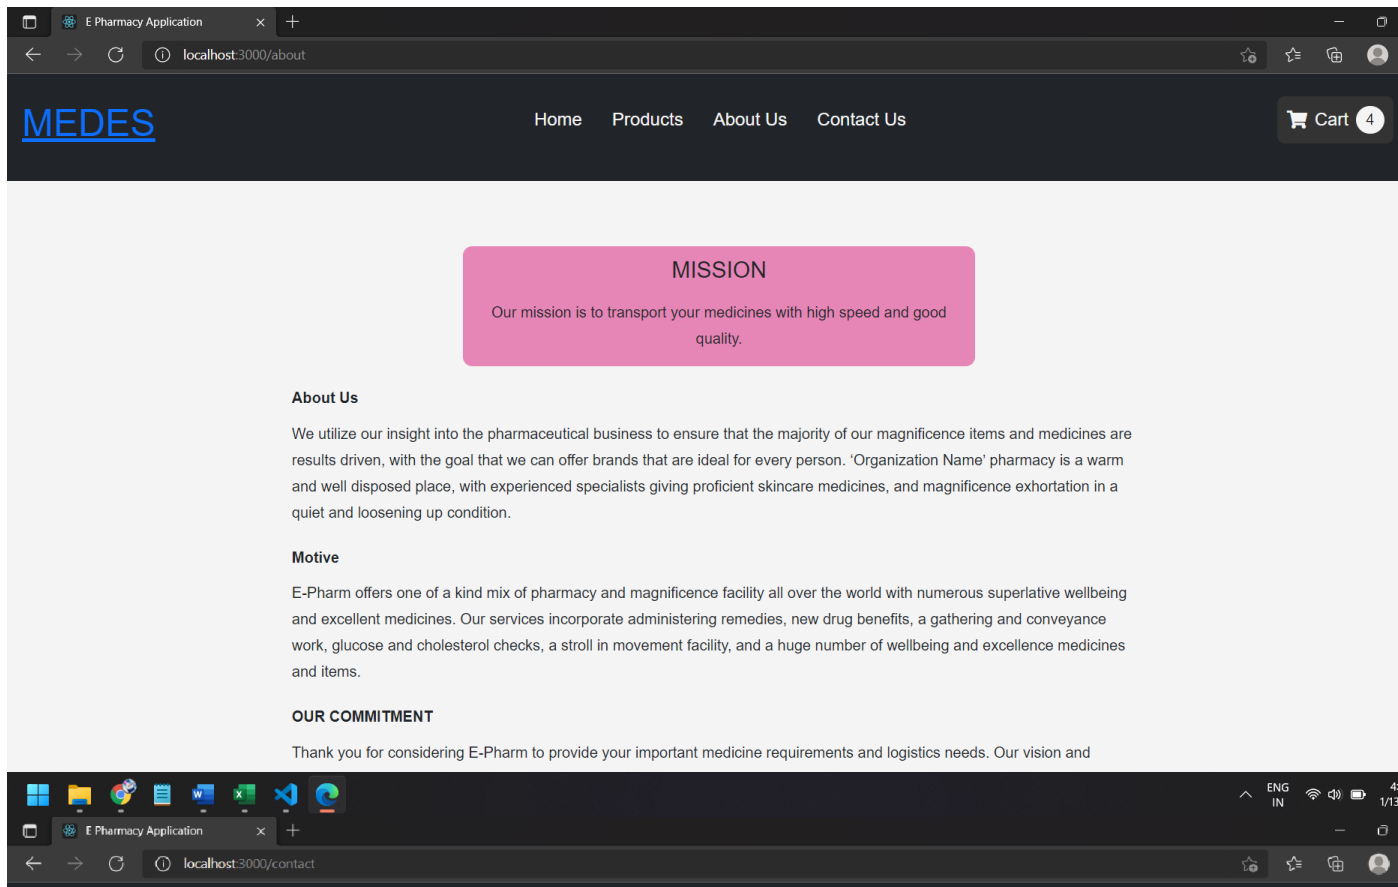 E Pharmacy Application
localhost:3000/about
MEDES
Home Products About Us Contact Us
Cart 4
MISSION
Our mission is to transport your medicines with high speed and good
quality.
About Us
We utilize our insight into the pharmaceutical business to ensure that the majority of our magnificence items and medicines are
results driven, with the goal that we can offer brands that are ideal for every person. ‘Organization Name’ pharmacy is a warm
and well disposed place, with experienced specialists giving proficient skincare medicines, and magnificence exhortation in a
quiet and loosening up condition.
Motive
E-Pharm offers one of a kind mix of pharmacy and magnificence facility all over the world with numerous superlative wellbeing
and excellent medicines. Our services incorporate administering remedies, new drug benefits, a gathering and conveyance
work, glucose and cholesterol checks, a stroll in movement facility, and a huge number of wellbeing and excellence medicines
and items.
OUR COMMITMENT
Thank you for considering E-Pharm to provide your important medicine requirements and logistics needs. Our vision and
ENG
IN
E Pharmacy Application
localhost:3000/contact